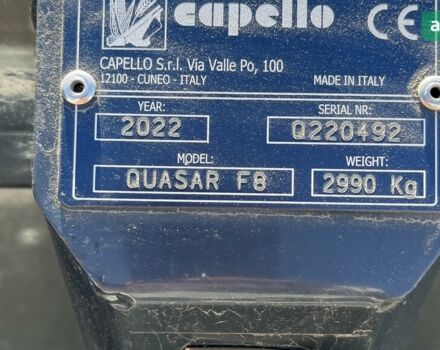 capello
CE
CAPELLO S.r.l. Via Valle Po, 100
12100 - CUNEO - ITALY
MADE IN ITALY
YEAR:
SERIAL NR:
2022
Q220492
MODEL:
WEIGHT:
QUASAR F8
2990 Kg